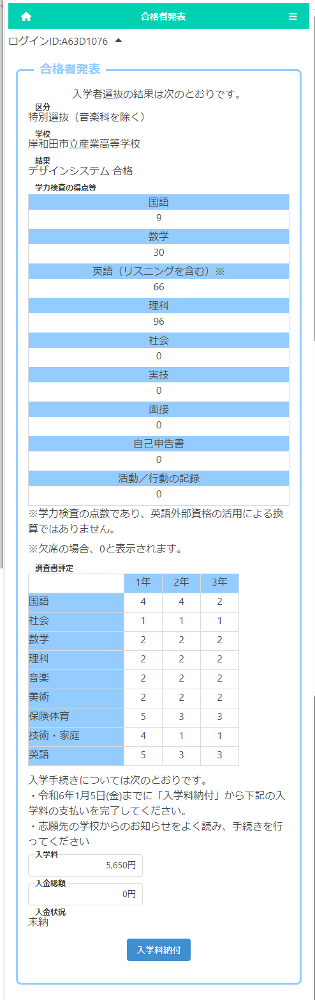 合格者発表
ログインID:A63D1076
合格者発表
入学者選抜の結果は次のとおりです。
区分
特別選抜（音楽科を除く）
学校
岸和田市立産業高等学校
結果
デザインシステム 合格
学力検査の得点等
国語
9
数学
30
英語（リスニングを含む）※
66
理科
96
社会
0
実技
0
面接
0
自己申告書
0
活動／行動の記録
0
※学力検査の点数であり、英語外部資格の活用による換
算ではありません。
※欠席の場合、0と表示されます。
調査書評定
1年 2年 3年
国語 4 4 2
社会 1 1 1
数学 2 2 2
理科 2 2 2
音楽 2 2 2
美術 2 2 2
保険体育 5 3 3
技術・家庭 4 1 1
英語 5 3 3
入学手続きについては次のとおりです。
・令和6年1月5日(金)までに「入学料納付」から下記の入
学料の支払いを完了してください。
・志願先の学校からのお知らせをよく読み、手続きを行
ってください
入学料
5,650円
入金総額
0円
入金状況
未納
入学料納付